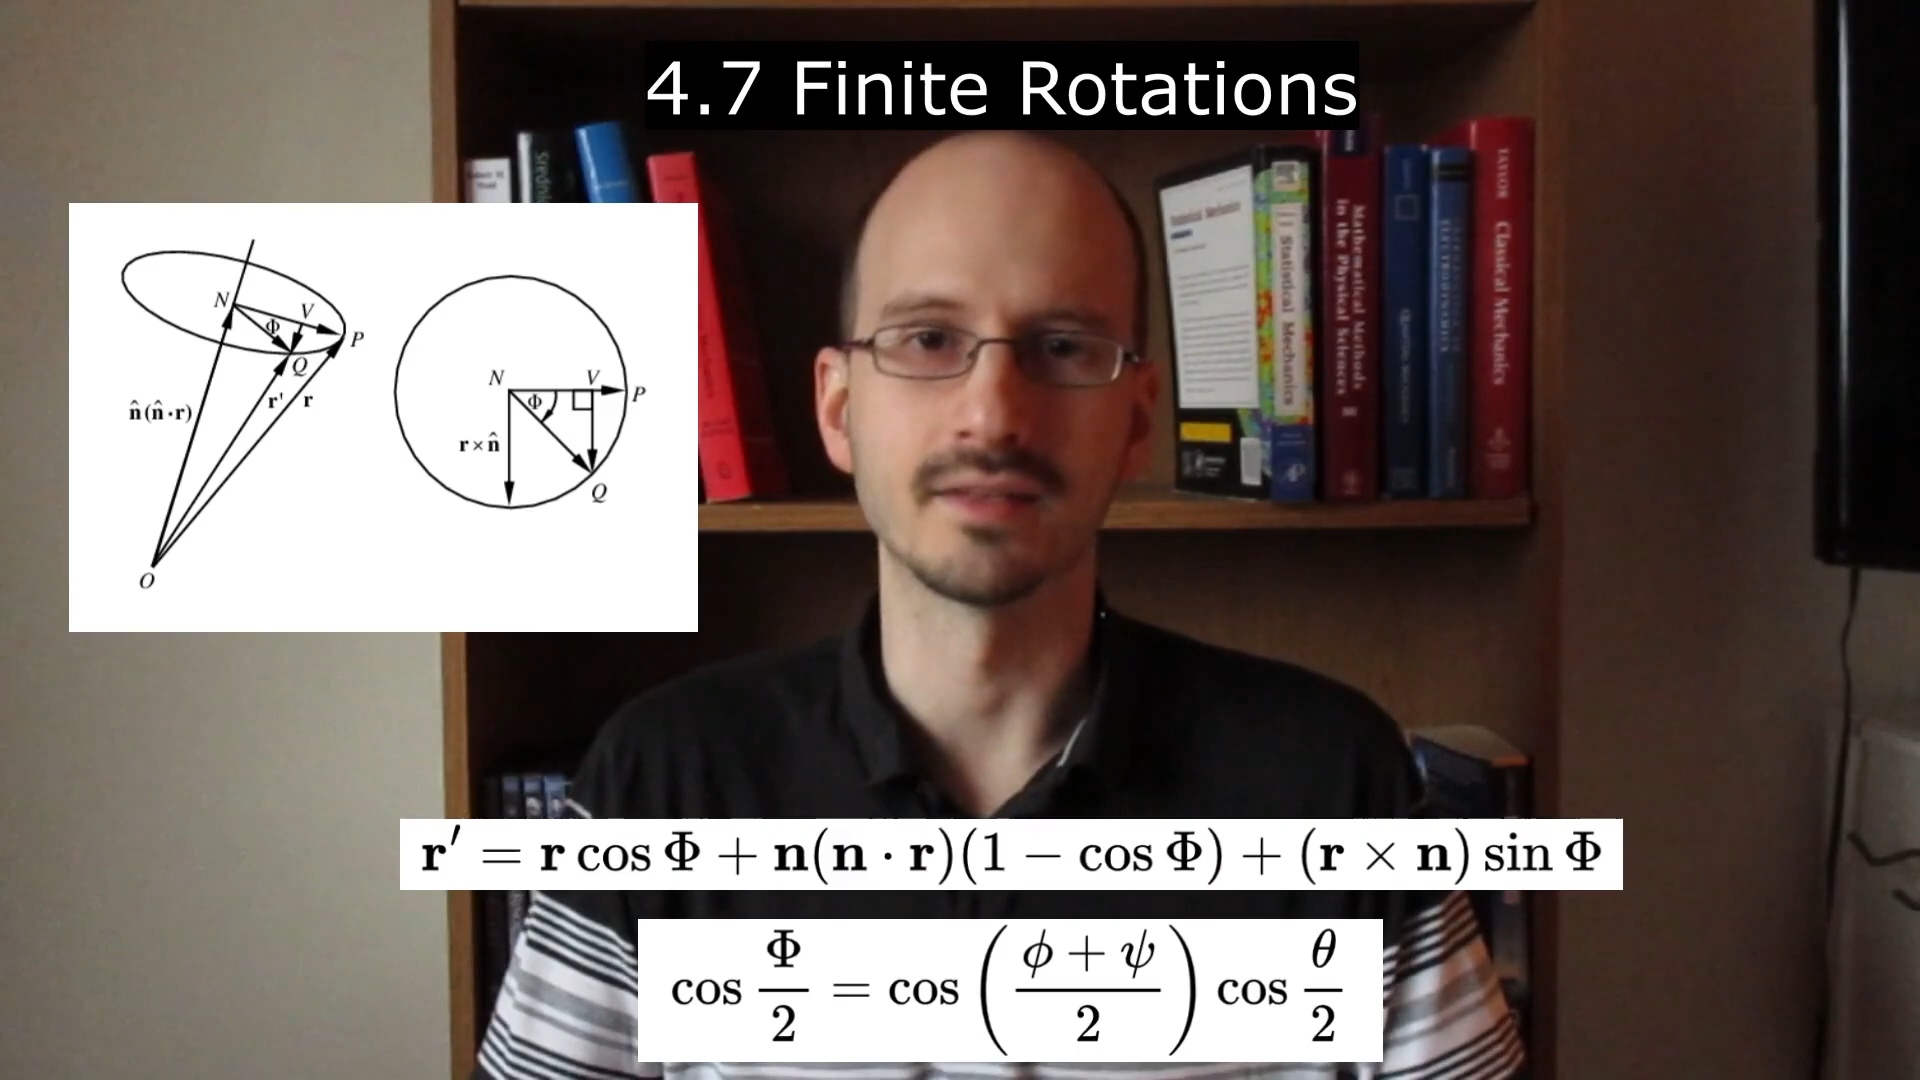 4.7 Finite Rotations
N
V
Φ
P
Q
n̂(n̂·r)
r'
r
O
N
V
P
Φ
r×n̂
Q
Statistical Mechanics
Mathematical Methods
in the Physical Sciences
TAYLOR Classical Mechanics
r′ = r cos Φ + n(n · r)(1 − cos Φ) + (r × n) sin Φ
cos Φ/2 = cos ((ϕ + ψ)/2) cos θ/2